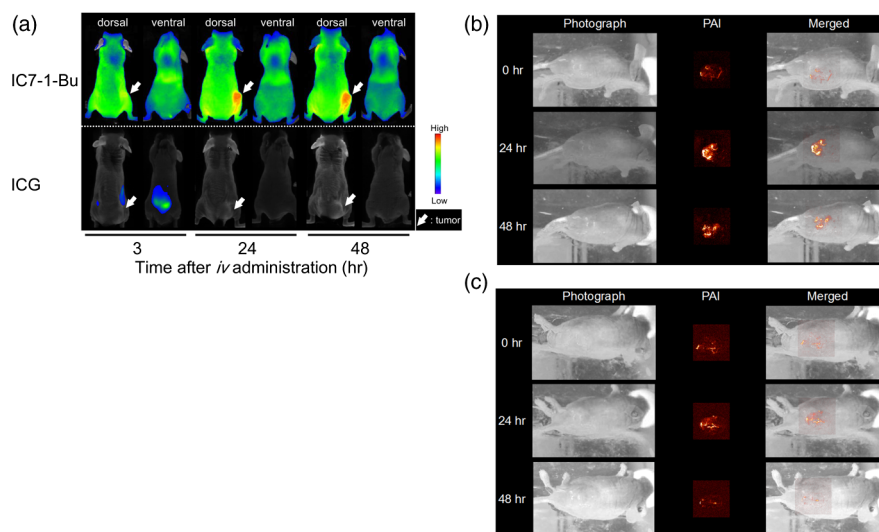 (a)
dorsal ventral dorsal ventral dorsal ventral
IC7-1-Bu
High
ICG
Low
: tumor
3 24 48
Time after iv administration (hr)
(b)
Photograph PAI Merged
0 hr
24 hr
48 hr
(c)
Photograph PAI Merged
0 hr
24 hr
48 hr